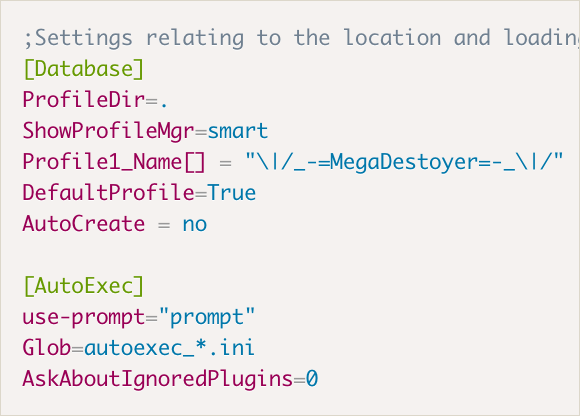 ;Settings relating to the location and loading
[Database]
ProfileDir=.
ShowProfileMgr=smart
Profile1_Name[] = "\|/_-=MegaDestoyer=-_\|/"
DefaultProfile=True
AutoCreate = no

[AutoExec]
use-prompt="prompt"
Glob=autoexec_*.ini
AskAboutIgnoredPlugins=0